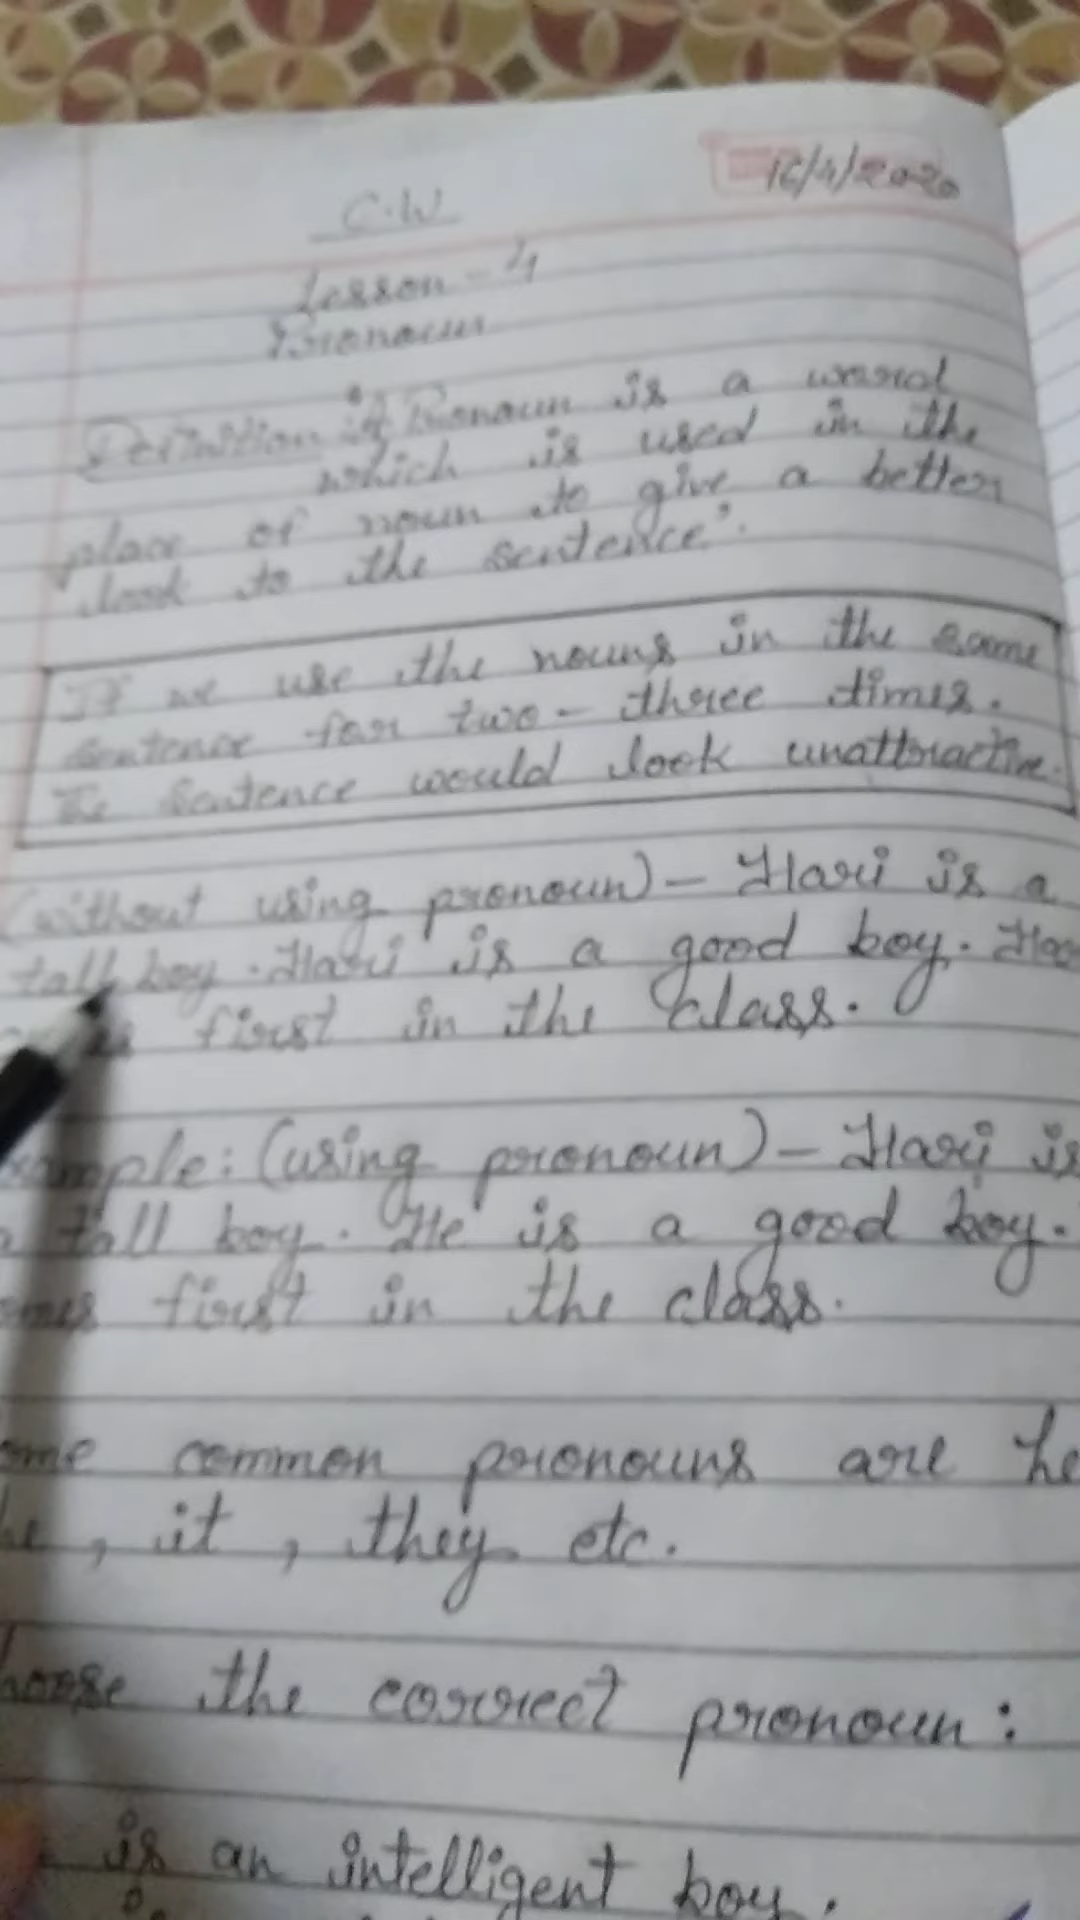 16/4/2020
C.W
Lesson - 4
Pronoun
Definition :- "Pronoun is a word
which is used in the
place of noun to give a better
look to the sentence".
If we use the nouns in the same
sentence for two - three times.
The sentence would look unattractive.
(without using pronoun) - Hari is a
tall boy. Hari is a good boy.
first in the class.
(using pronoun) - Hari is
tall boy. He is a good boy.
first in the class.
common pronouns are he
, it, they etc.
the correct pronoun:
is an intelligent boy.